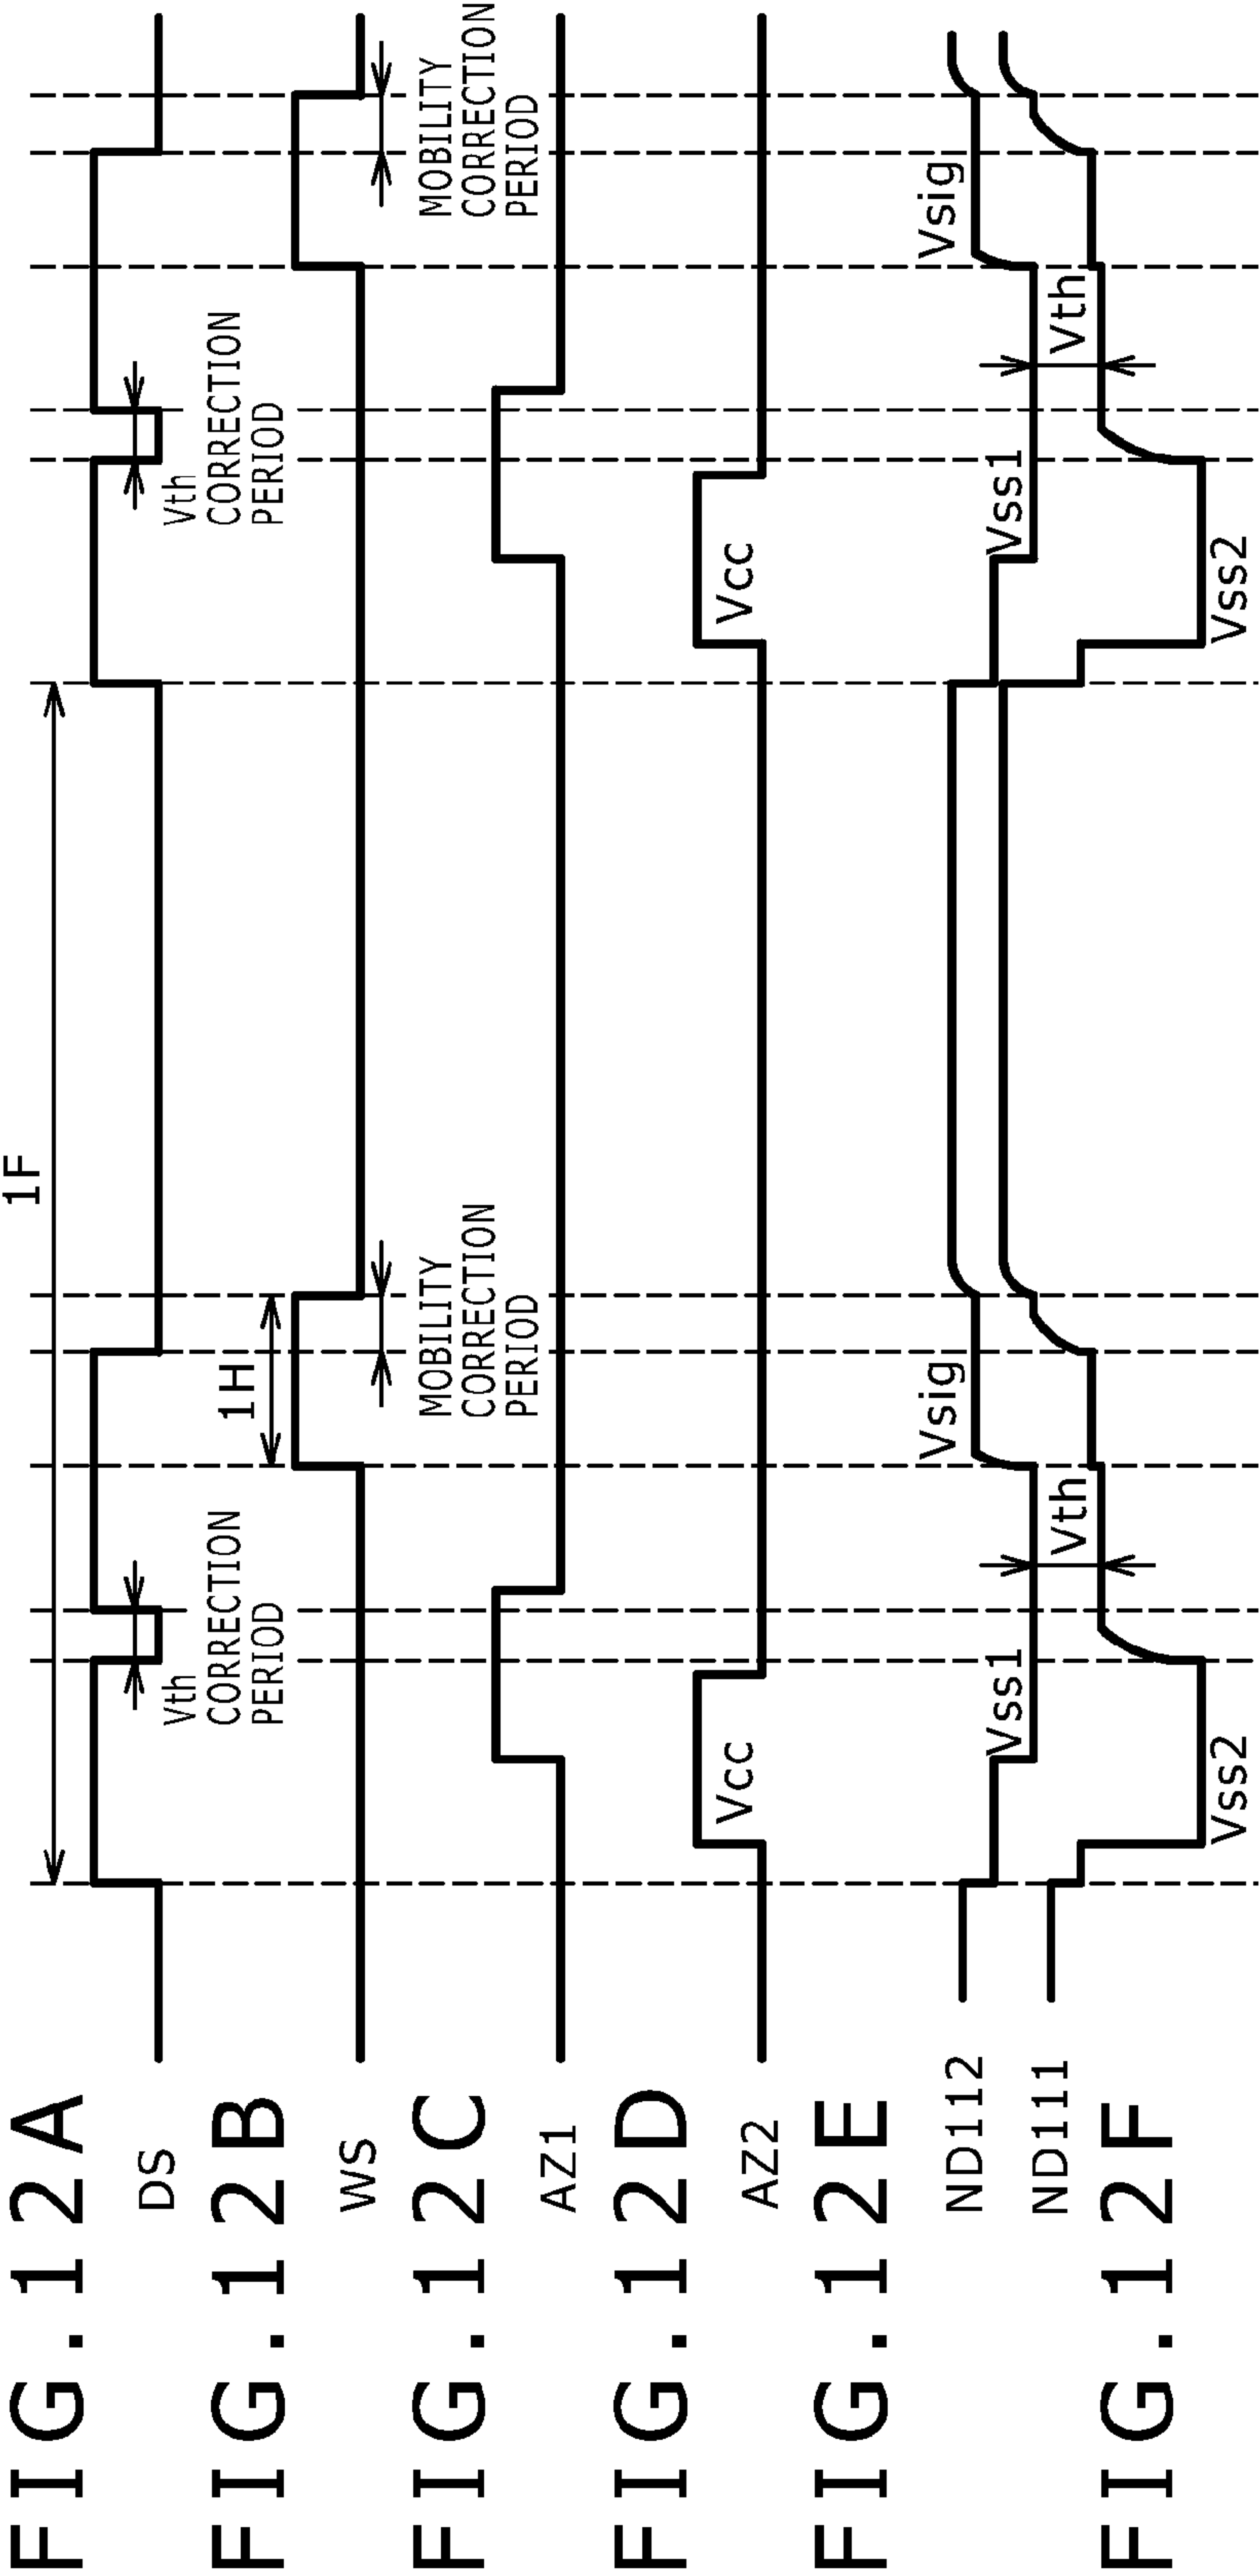 FIG.12A
DS
1F
Vth
CORRECTION
PERIOD
Vth
CORRECTION
PERIOD
FIG.12B
WS
1H
MOBILITY
CORRECTION
PERIOD
MOBILITY
CORRECTION
PERIOD
FIG.12C
AZ1
FIG.12D
AZ2
Vcc
Vcc
FIG.12E
ND112
Vss1
Vsig
Vss1
Vsig
ND111
Vth
Vth
FIG.12F
Vss2
Vss2